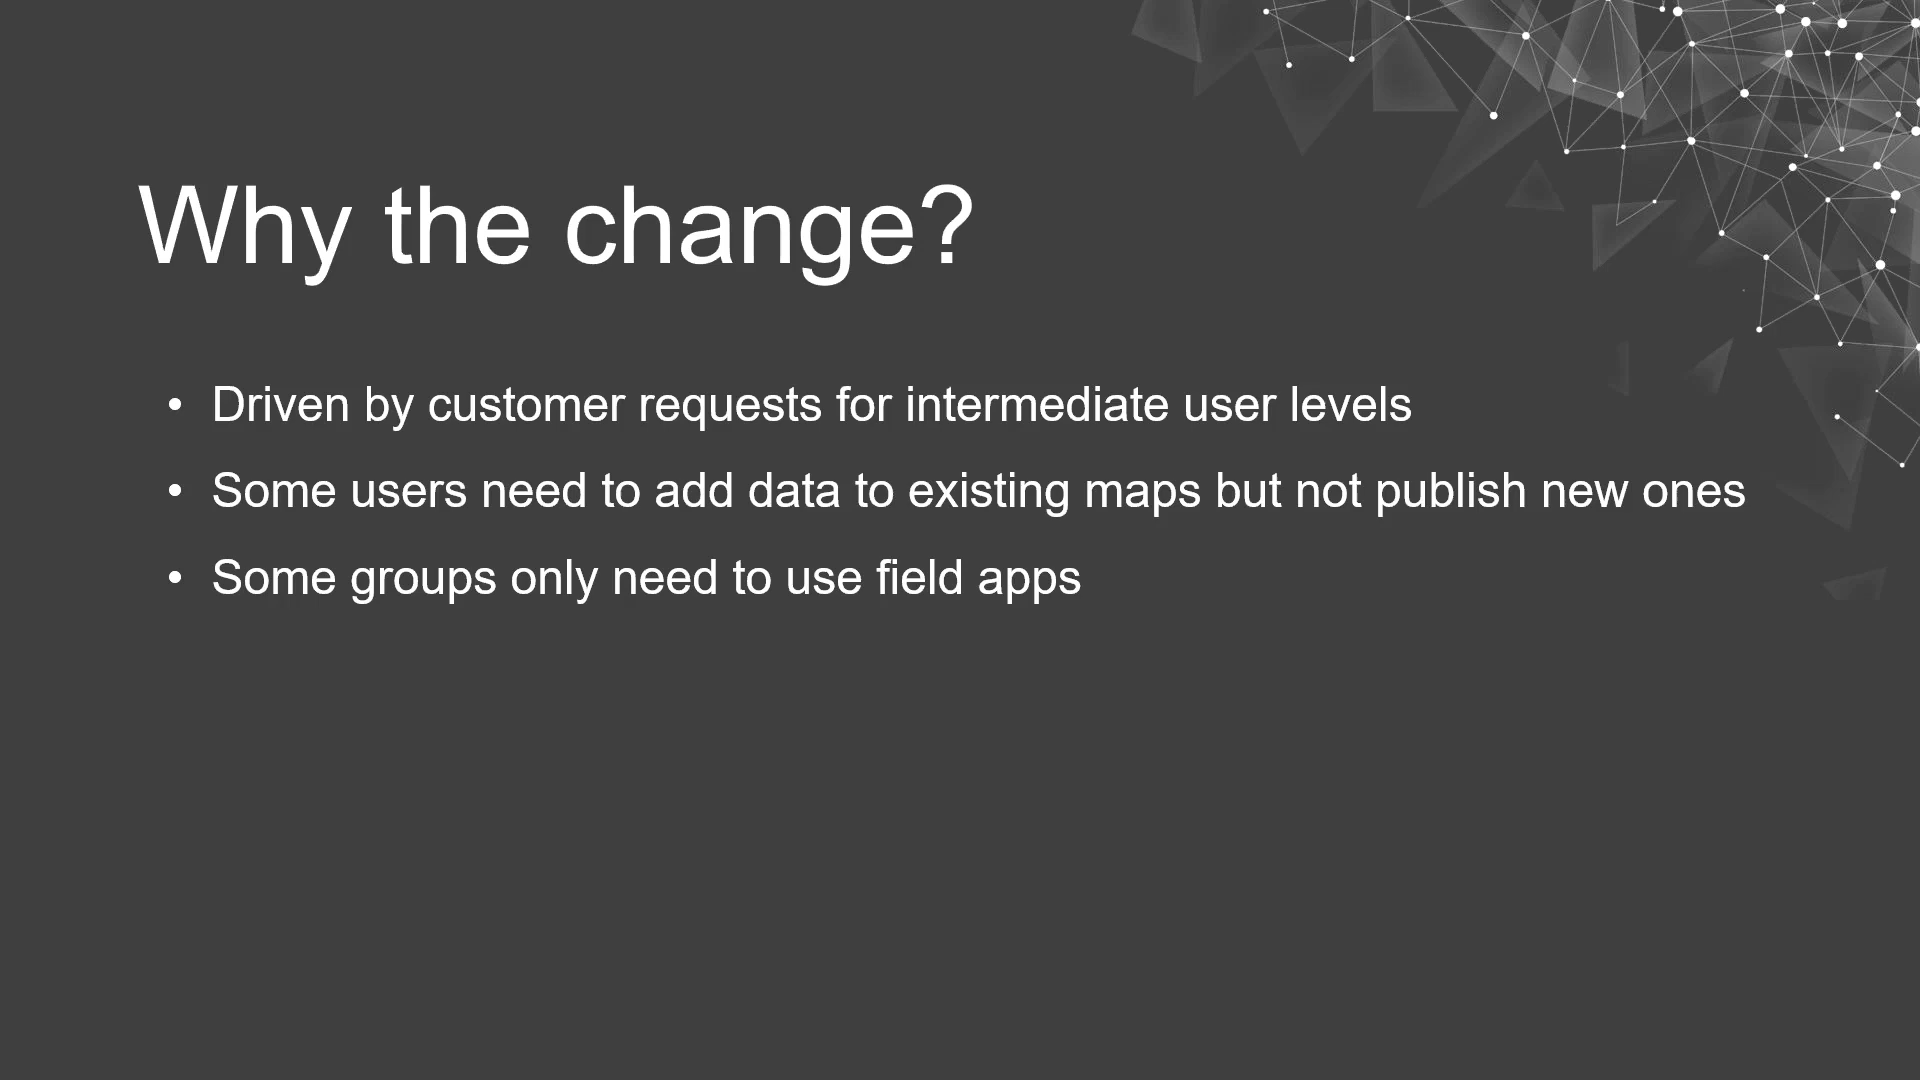 Why the change?
• Driven by customer requests for intermediate user levels
• Some users need to add data to existing maps but not publish new ones
• Some groups only need to use field apps